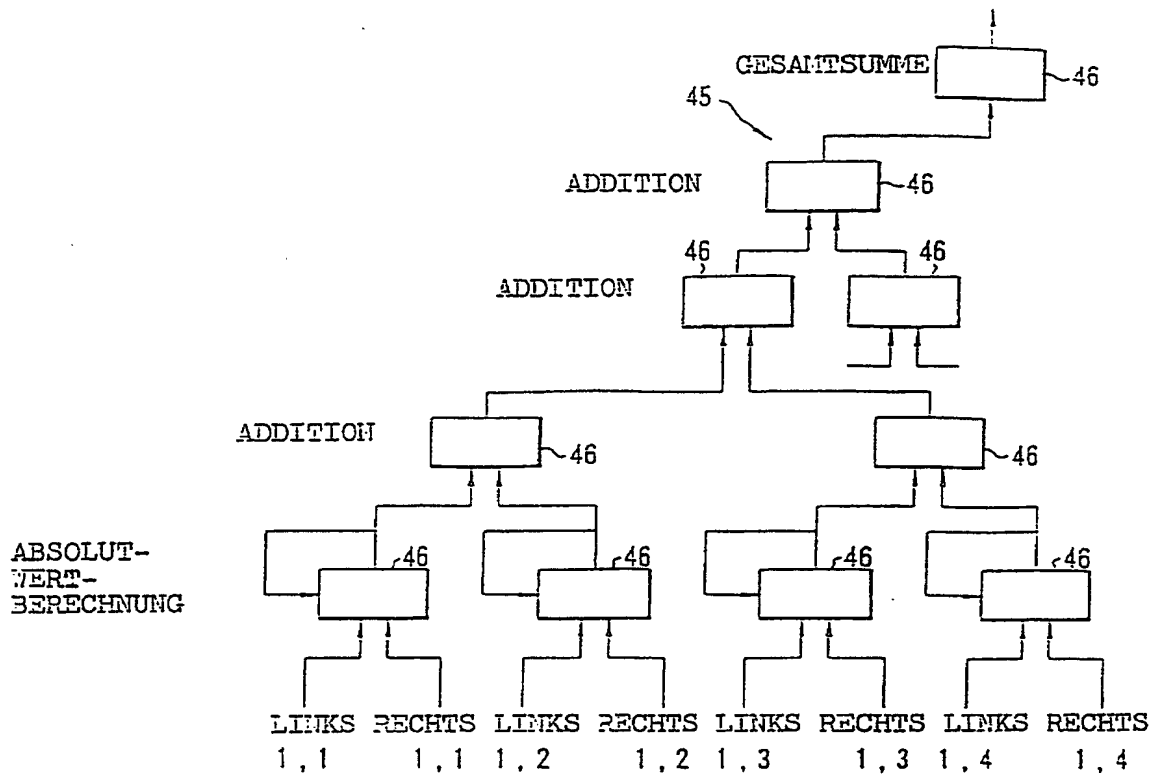 GESAMTSUMME 46
45
ADDITION 46
46 46
ADDITION
ADDITION 46 46
ABSOLUT-
WERT-
BERECHNUNG
46 46 46 46
LINKS RECHTS LINKS RECHTS LINKS RECHTS LINKS RECHTS
1,1 1,1 1,2 1,2 1,3 1,3 1,4 1,4